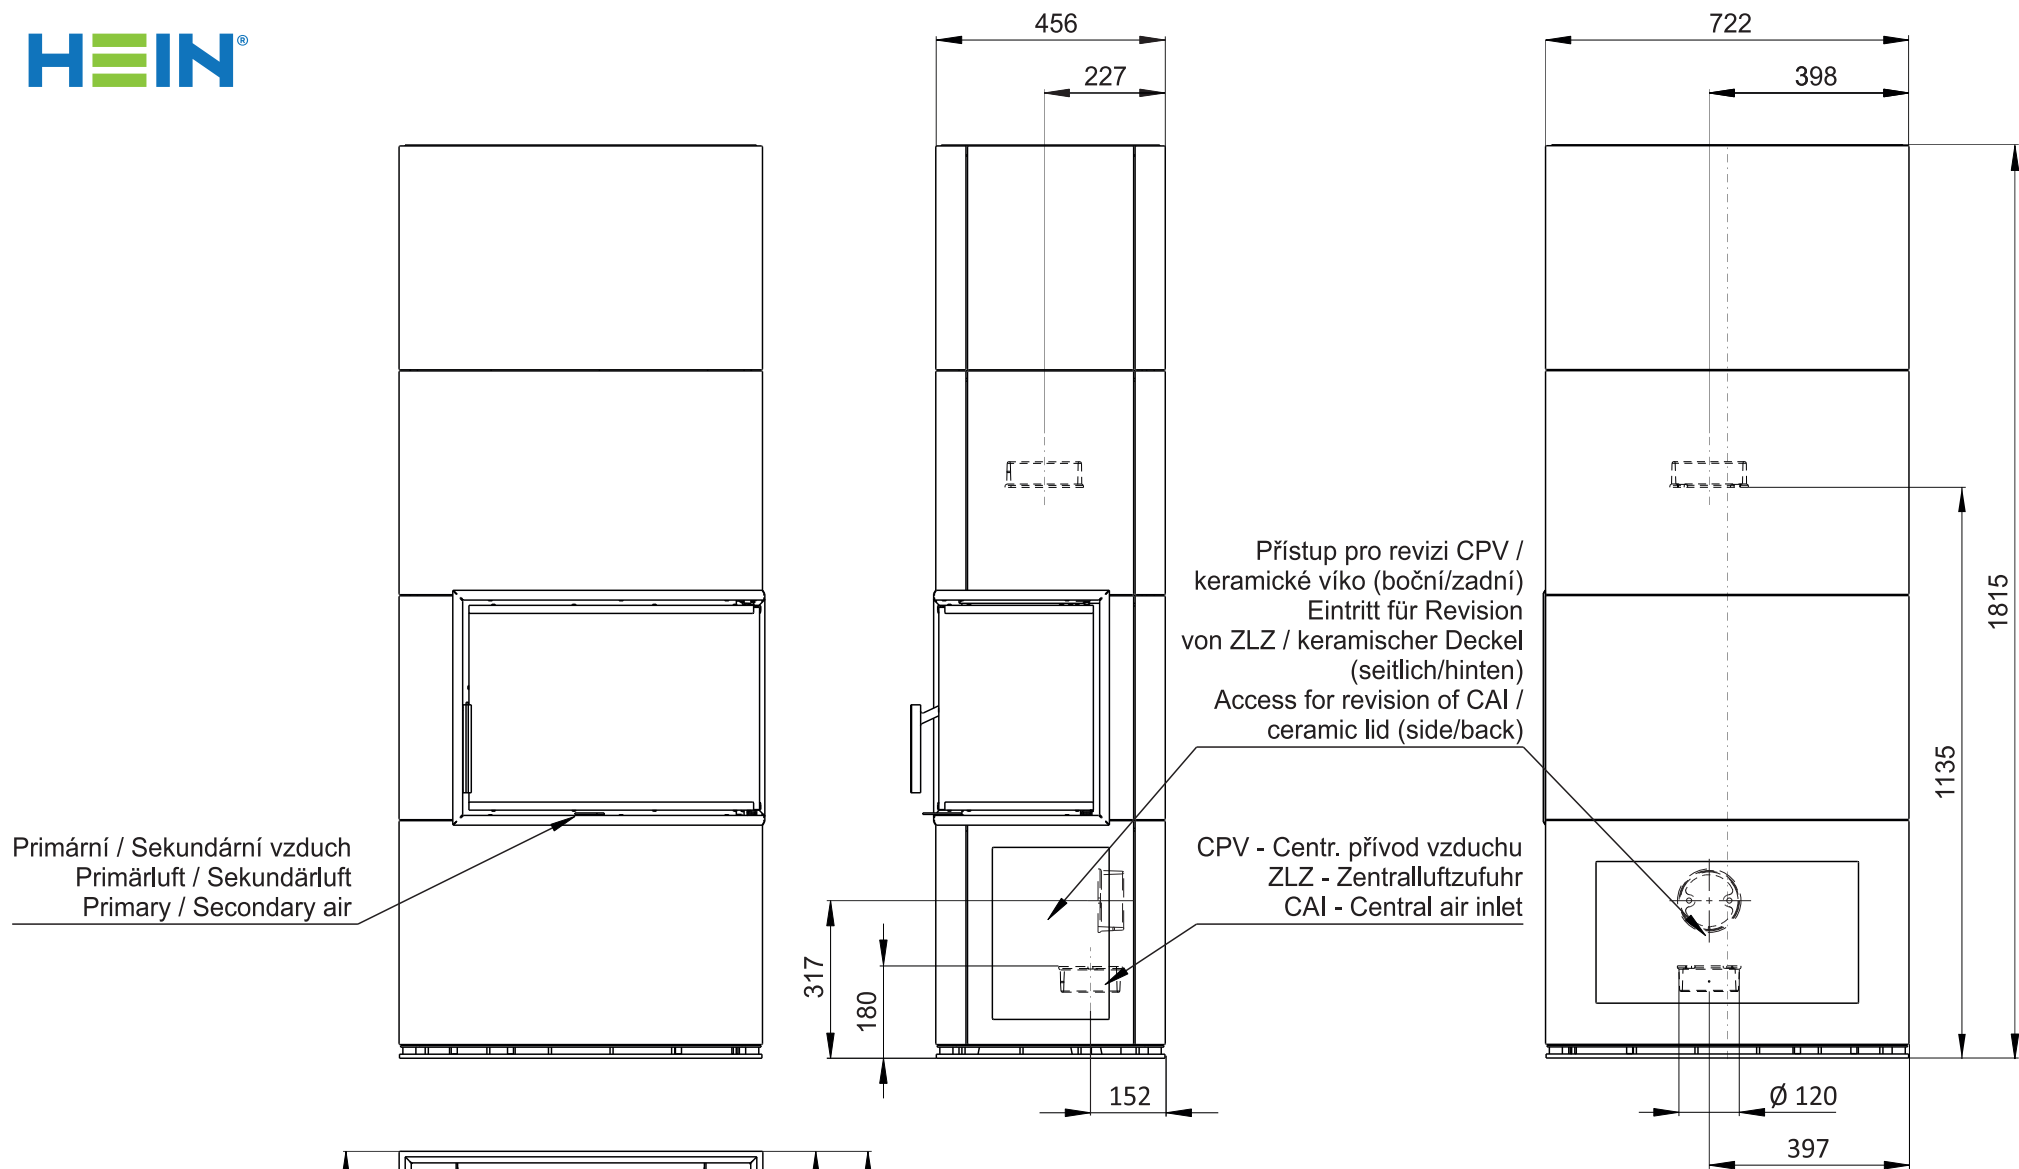 HEIN®
456
227
722
398
Přístup pro revizi CPV /
keramické víko (boční/zadní)
Eintritt für Revision
von ZLZ / keramischer Deckel
(seitlich/hinten)
Access for revision of CAI /
ceramic lid (side/back)
1815
1135
Primární / Sekundární vzduch
Primärluft / Sekundärluft
Primary / Secondary air
CPV - Centr. přívod vzduchu
ZLZ - Zentralluftzufuhr
CAI - Central air inlet
317
180
152
Ø 120
397